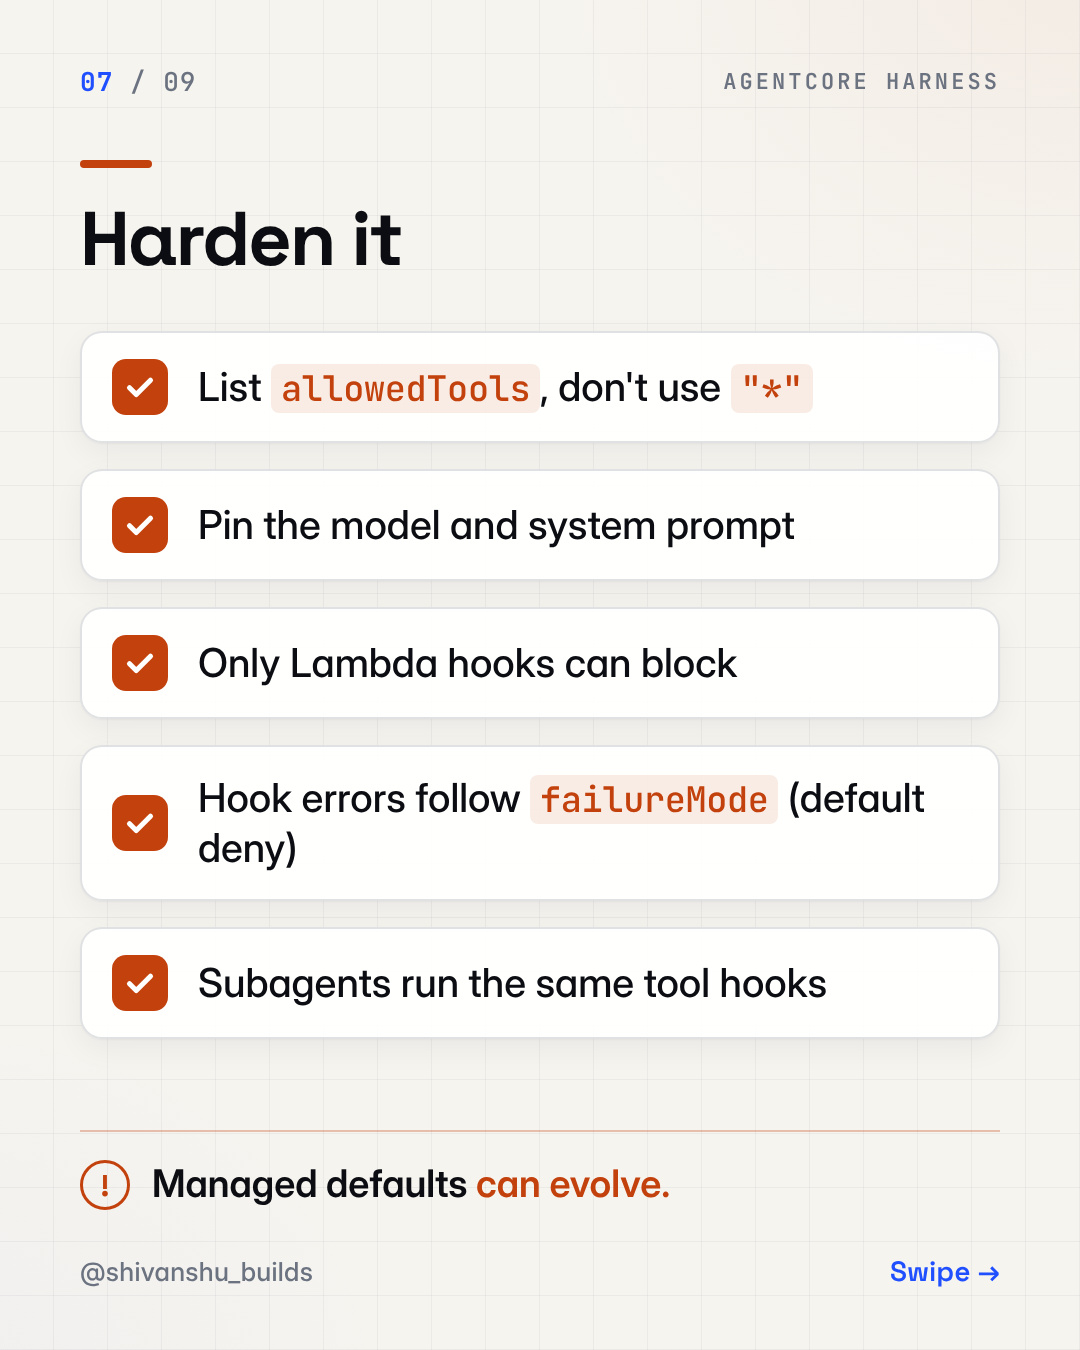 07 / 09
AGENTCORE HARNESS
Harden it
List allowedTools, don't use "*"
Pin the model and system prompt
Only Lambda hooks can block
Hook errors follow failureMode (default
deny)
Subagents run the same tool hooks
! Managed defaults can evolve.
@shivanshu_builds
Swipe →